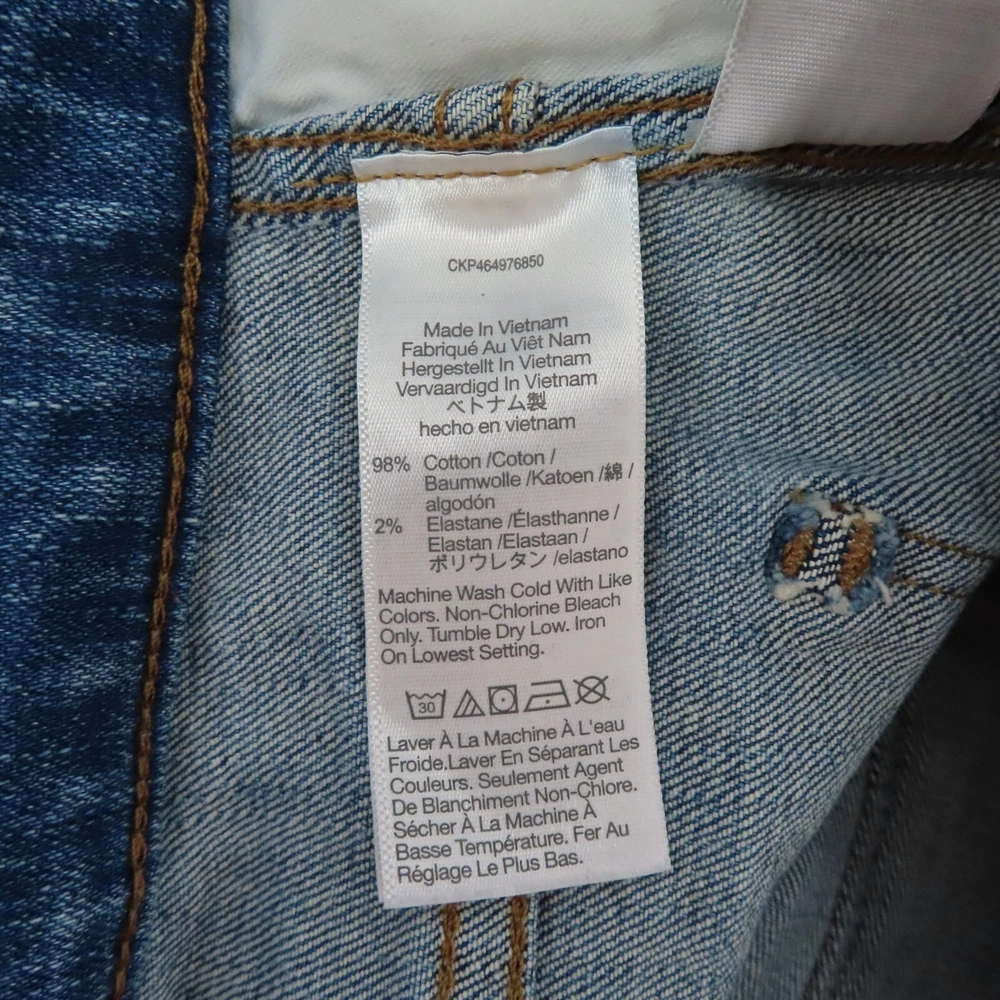 CKP464976850
Made In Vietnam
Fabriqué Au Viêt Nam
Hergestellt In Vietnam
Vervaardigd In Vietnam
ベトナム製
hecho en vietnam
98% Cotton /Coton /
Baumwolle /Katoen /綿 /
algodón
2% Elastane /Élasthanne /
Elastan /Elastaan /
ポリウレタン /elastano
Machine Wash Cold With Like
Colors. Non-Chlorine Bleach
Only. Tumble Dry Low. Iron
On Lowest Setting.
30
Laver À La Machine À L'eau
Froide.Laver En Séparant Les
Couleurs. Seulement Agent
De Blanchiment Non-Chlore.
Sécher À La Machine À
Basse Température. Fer Au
Réglage Le Plus Bas.